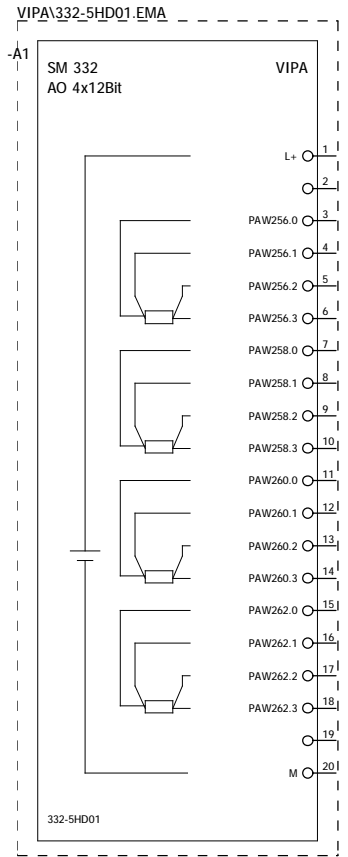 VIPA\332-5HD01.EMA
-A1
SM 332 VIPA
AO 4x12Bit
L+ 1
2
PAW256.0 3
PAW256.1 4
PAW256.2 5
PAW256.3 6
PAW258.0 7
PAW258.1 8
PAW258.2 9
PAW258.3 10
PAW260.0 11
PAW260.1 12
PAW260.2 13
PAW260.3 14
PAW262.0 15
PAW262.1 16
PAW262.2 17
PAW262.3 18
19
M 20
332-5HD01